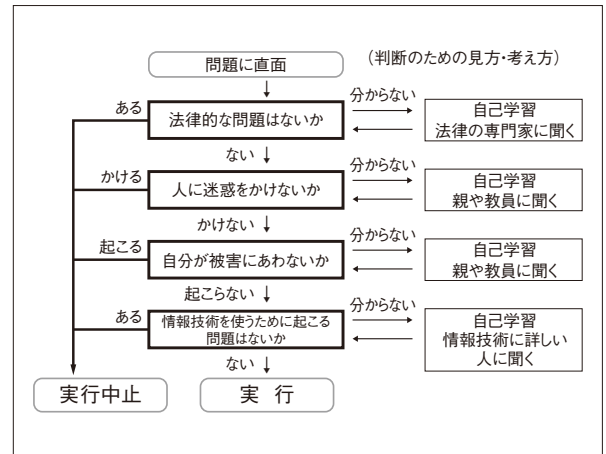 問題に直面
(判断のための見方・考え方)
ある
法律的な問題はないか
分からない
自己学習
法律の専門家に聞く
ない
かける
人に迷惑をかけないか
分からない
自己学習
親や教員に聞く
かけない
起こる
自分が被害にあわないか
分からない
自己学習
親や教員に聞く
起こらない
ある
情報技術を使うために起こる
問題はないか
分からない
自己学習
情報技術に詳しい
人に聞く
ない
実行中止
実 行